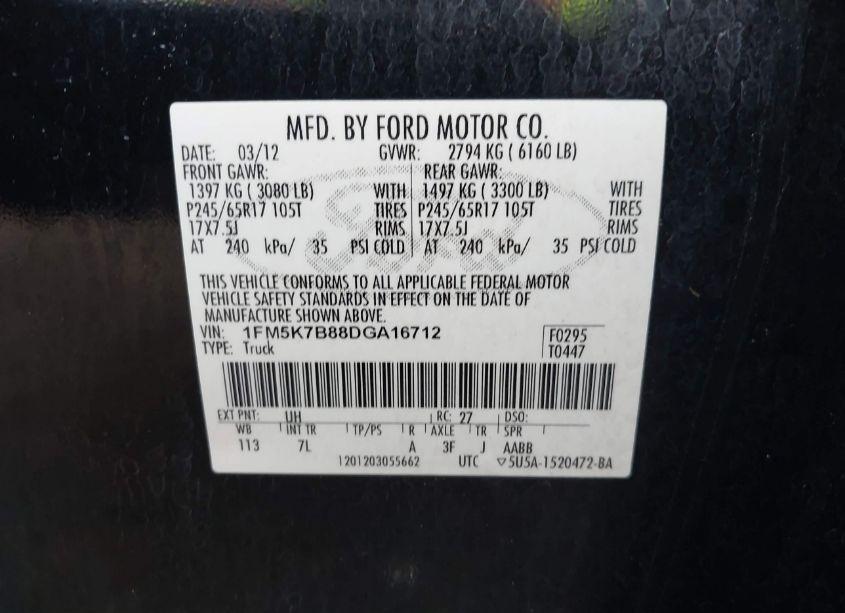 MFD. BY FORD MOTOR CO.
DATE: 03/12 GVWR: 2794 KG ( 6160 LB)
FRONT GAWR: REAR GAWR:
1397 KG ( 3080 LB) WITH 1497 KG ( 3300 LB) WITH
P245/65R17 105T TIRES P245/65R17 105T TIRES
17X7.5J RIMS 17X7.5J RIMS
AT 240 kPa/ 35 PSI COLD AT 240 kPa/ 35 PSI COLD
THIS VEHICLE CONFORMS TO ALL APPLICABLE FEDERAL MOTOR
VEHICLE SAFETY STANDARDS IN EFFECT ON THE DATE OF
MANUFACTURE SHOWN ABOVE.
VIN: 1FM5K7B88DGA16712 F0295
TYPE: Truck T0447
EXT PNT: UH RC: 27 DSO:
WB INT TR TP/PS R AXLE TR SPR
113 7L A 3F J AABB
1201203055662 UTC ▽5U5A-1520472-BA
Ford